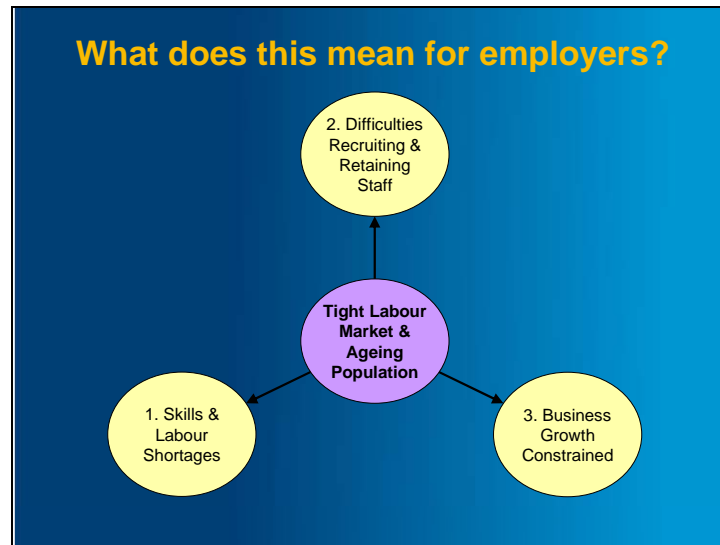 What does this mean for employers?
2. Difficulties
Recruiting &
Retaining
Staff
Tight Labour
Market &
Ageing
Population
1. Skills &
Labour
Shortages
3. Business
Growth
Constrained